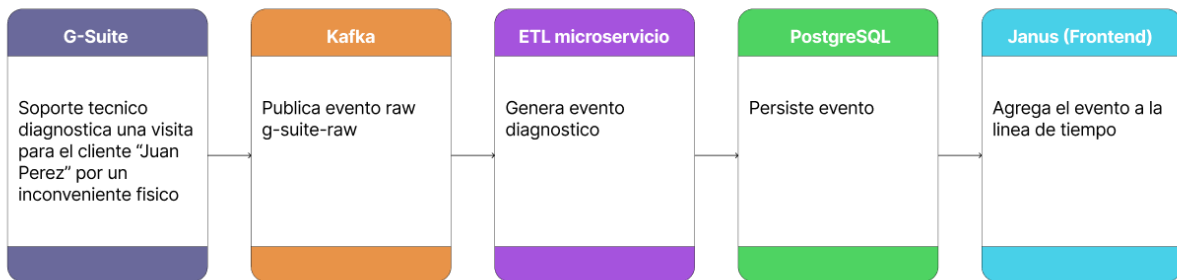 G-Suite
Soporte tecnico
diagnostica una visita
para el cliente “Juan
Perez” por un
inconveniente fisico
Kafka
Publica evento raw
g-suite-raw
ETL microservicio
Genera evento
diagnostico
PostgreSQL
Persiste evento
Janus (Frontend)
Agrega el evento a la
linea de tiempo